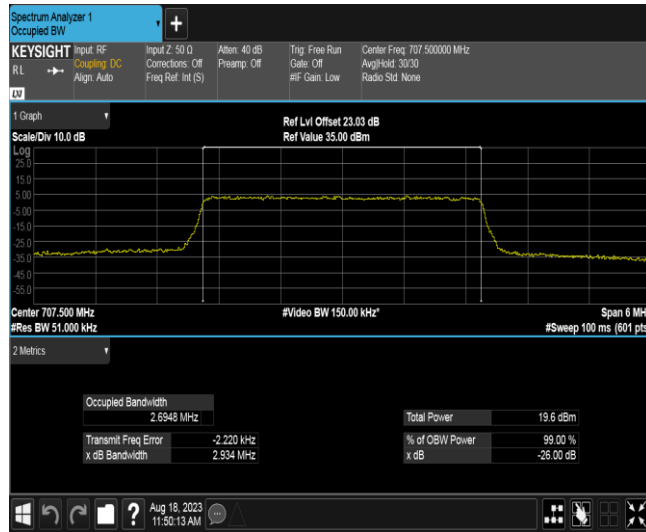 Spectrum Analyzer 1
Occupied BW
KEYSIGHT Input: RF Input Z: 50 Ω Atten: 40 dB Trig: Free Run Center Freq: 707.500000 MHz
RL Coupling: DC Corrections: Off Preamp: Off Gate: Off Avg|Hold: 30/30
Align: Auto Freq Ref: Int (S) #IF Gain: Low Radio Std: None
LXI
1 Graph
Ref Lvl Offset 23.03 dB
Scale/Div 10.0 dB Ref Value 35.00 dBm
Log
25.0
15.0
5.00
-5.00
-15.0
-25.0
-35.0
-45.0
-55.0
Center 707.500 MHz #Video BW 150.00 kHz* Span 6 MH
#Res BW 51.000 kHz #Sweep 100 ms (601 pts
2 Metrics
Occupied Bandwidth
2.6948 MHz Total Power 19.6 dBm
Transmit Freq Error -2.220 kHz % of OBW Power 99.00 %
x dB Bandwidth 2.934 MHz x dB -26.00 dB
? Aug 18, 2023
11:50:13 AM